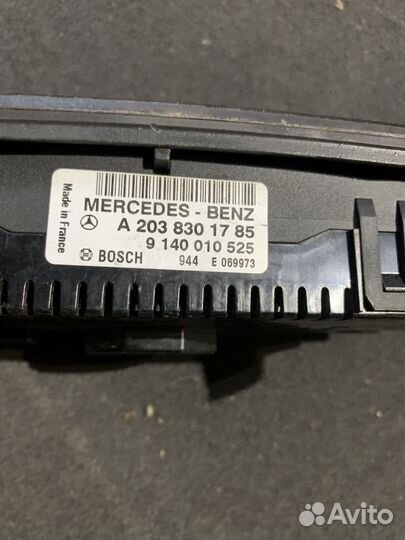 MERCEDES - BENZ
A 203 830 17 85
9 140 010 525
BOSCH 944 E 069973
Made in France
Avito